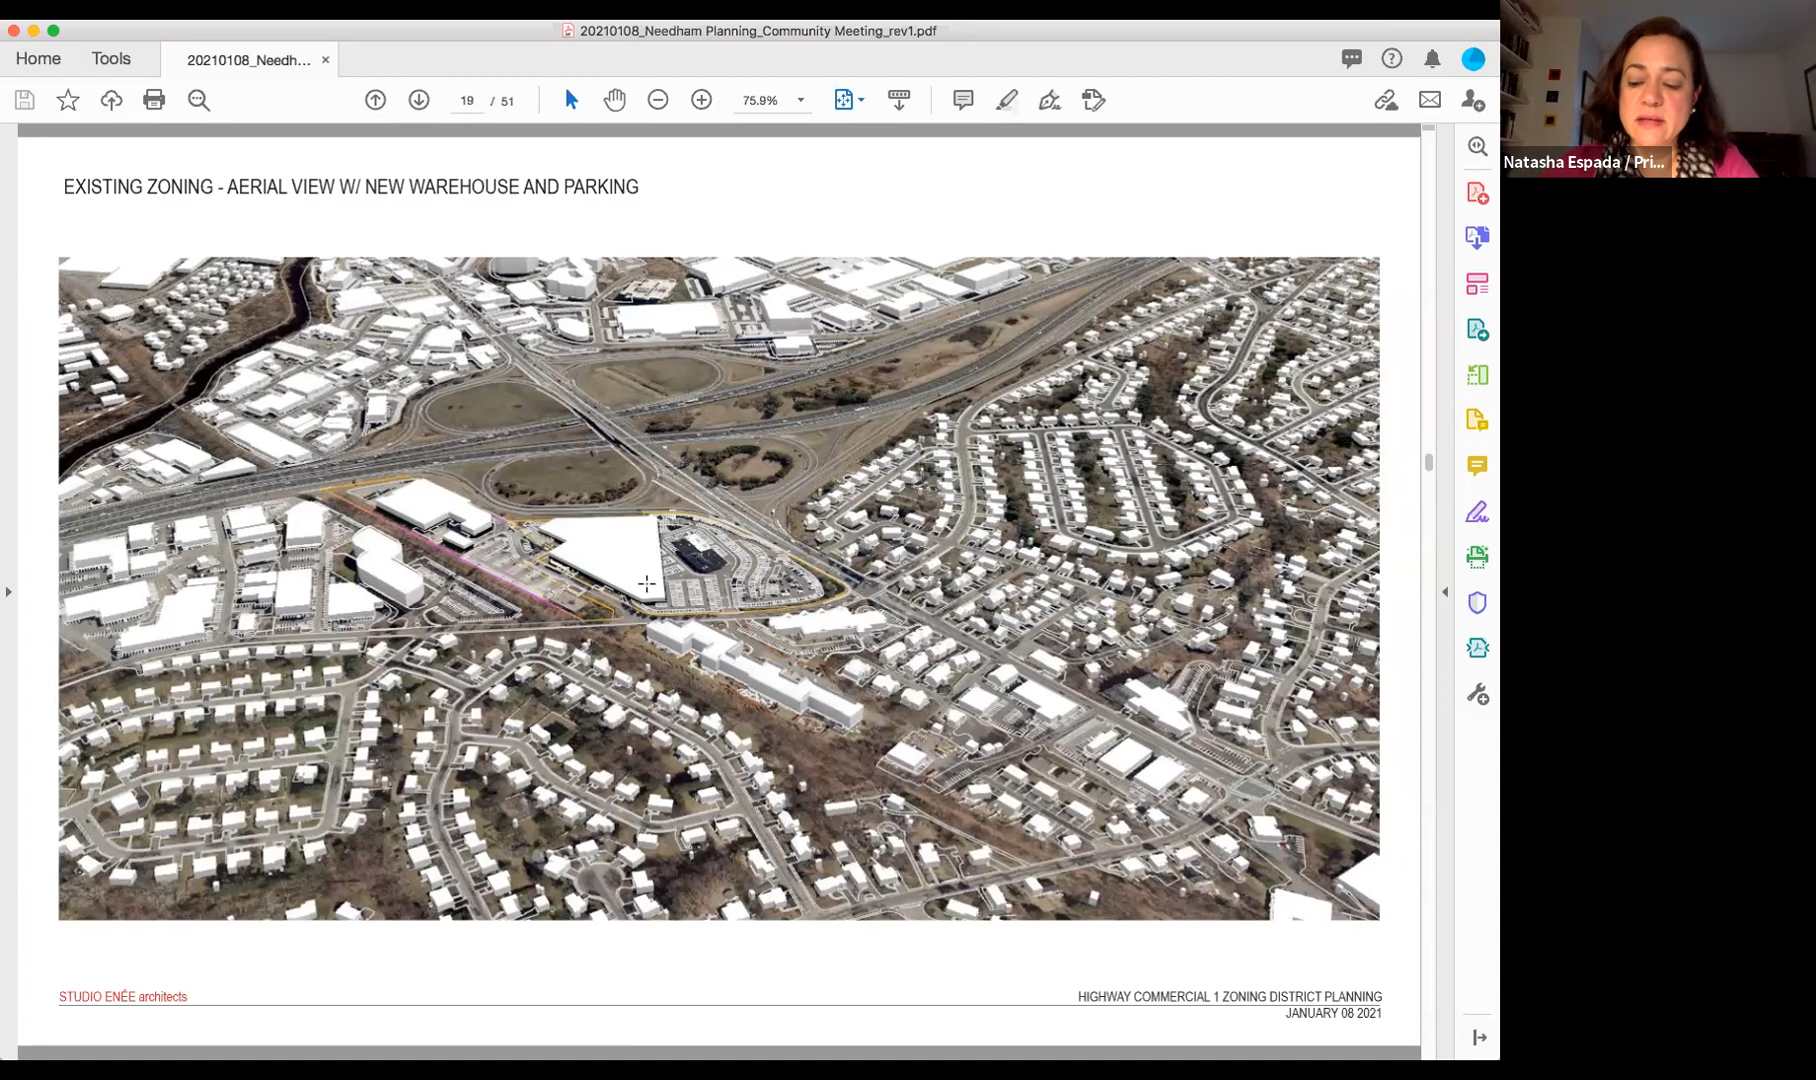 20210108_Needham Planning_Community Meeting_rev1.pdf
Home
Tools
20210108_Needh...
19 / 51
75.9%
Natasha Espada / Pri...
EXISTING ZONING - AERIAL VIEW W/ NEW WAREHOUSE AND PARKING
STUDIO ENÉE architects
HIGHWAY COMMERCIAL 1 ZONING DISTRICT PLANNING
JANUARY 08 2021